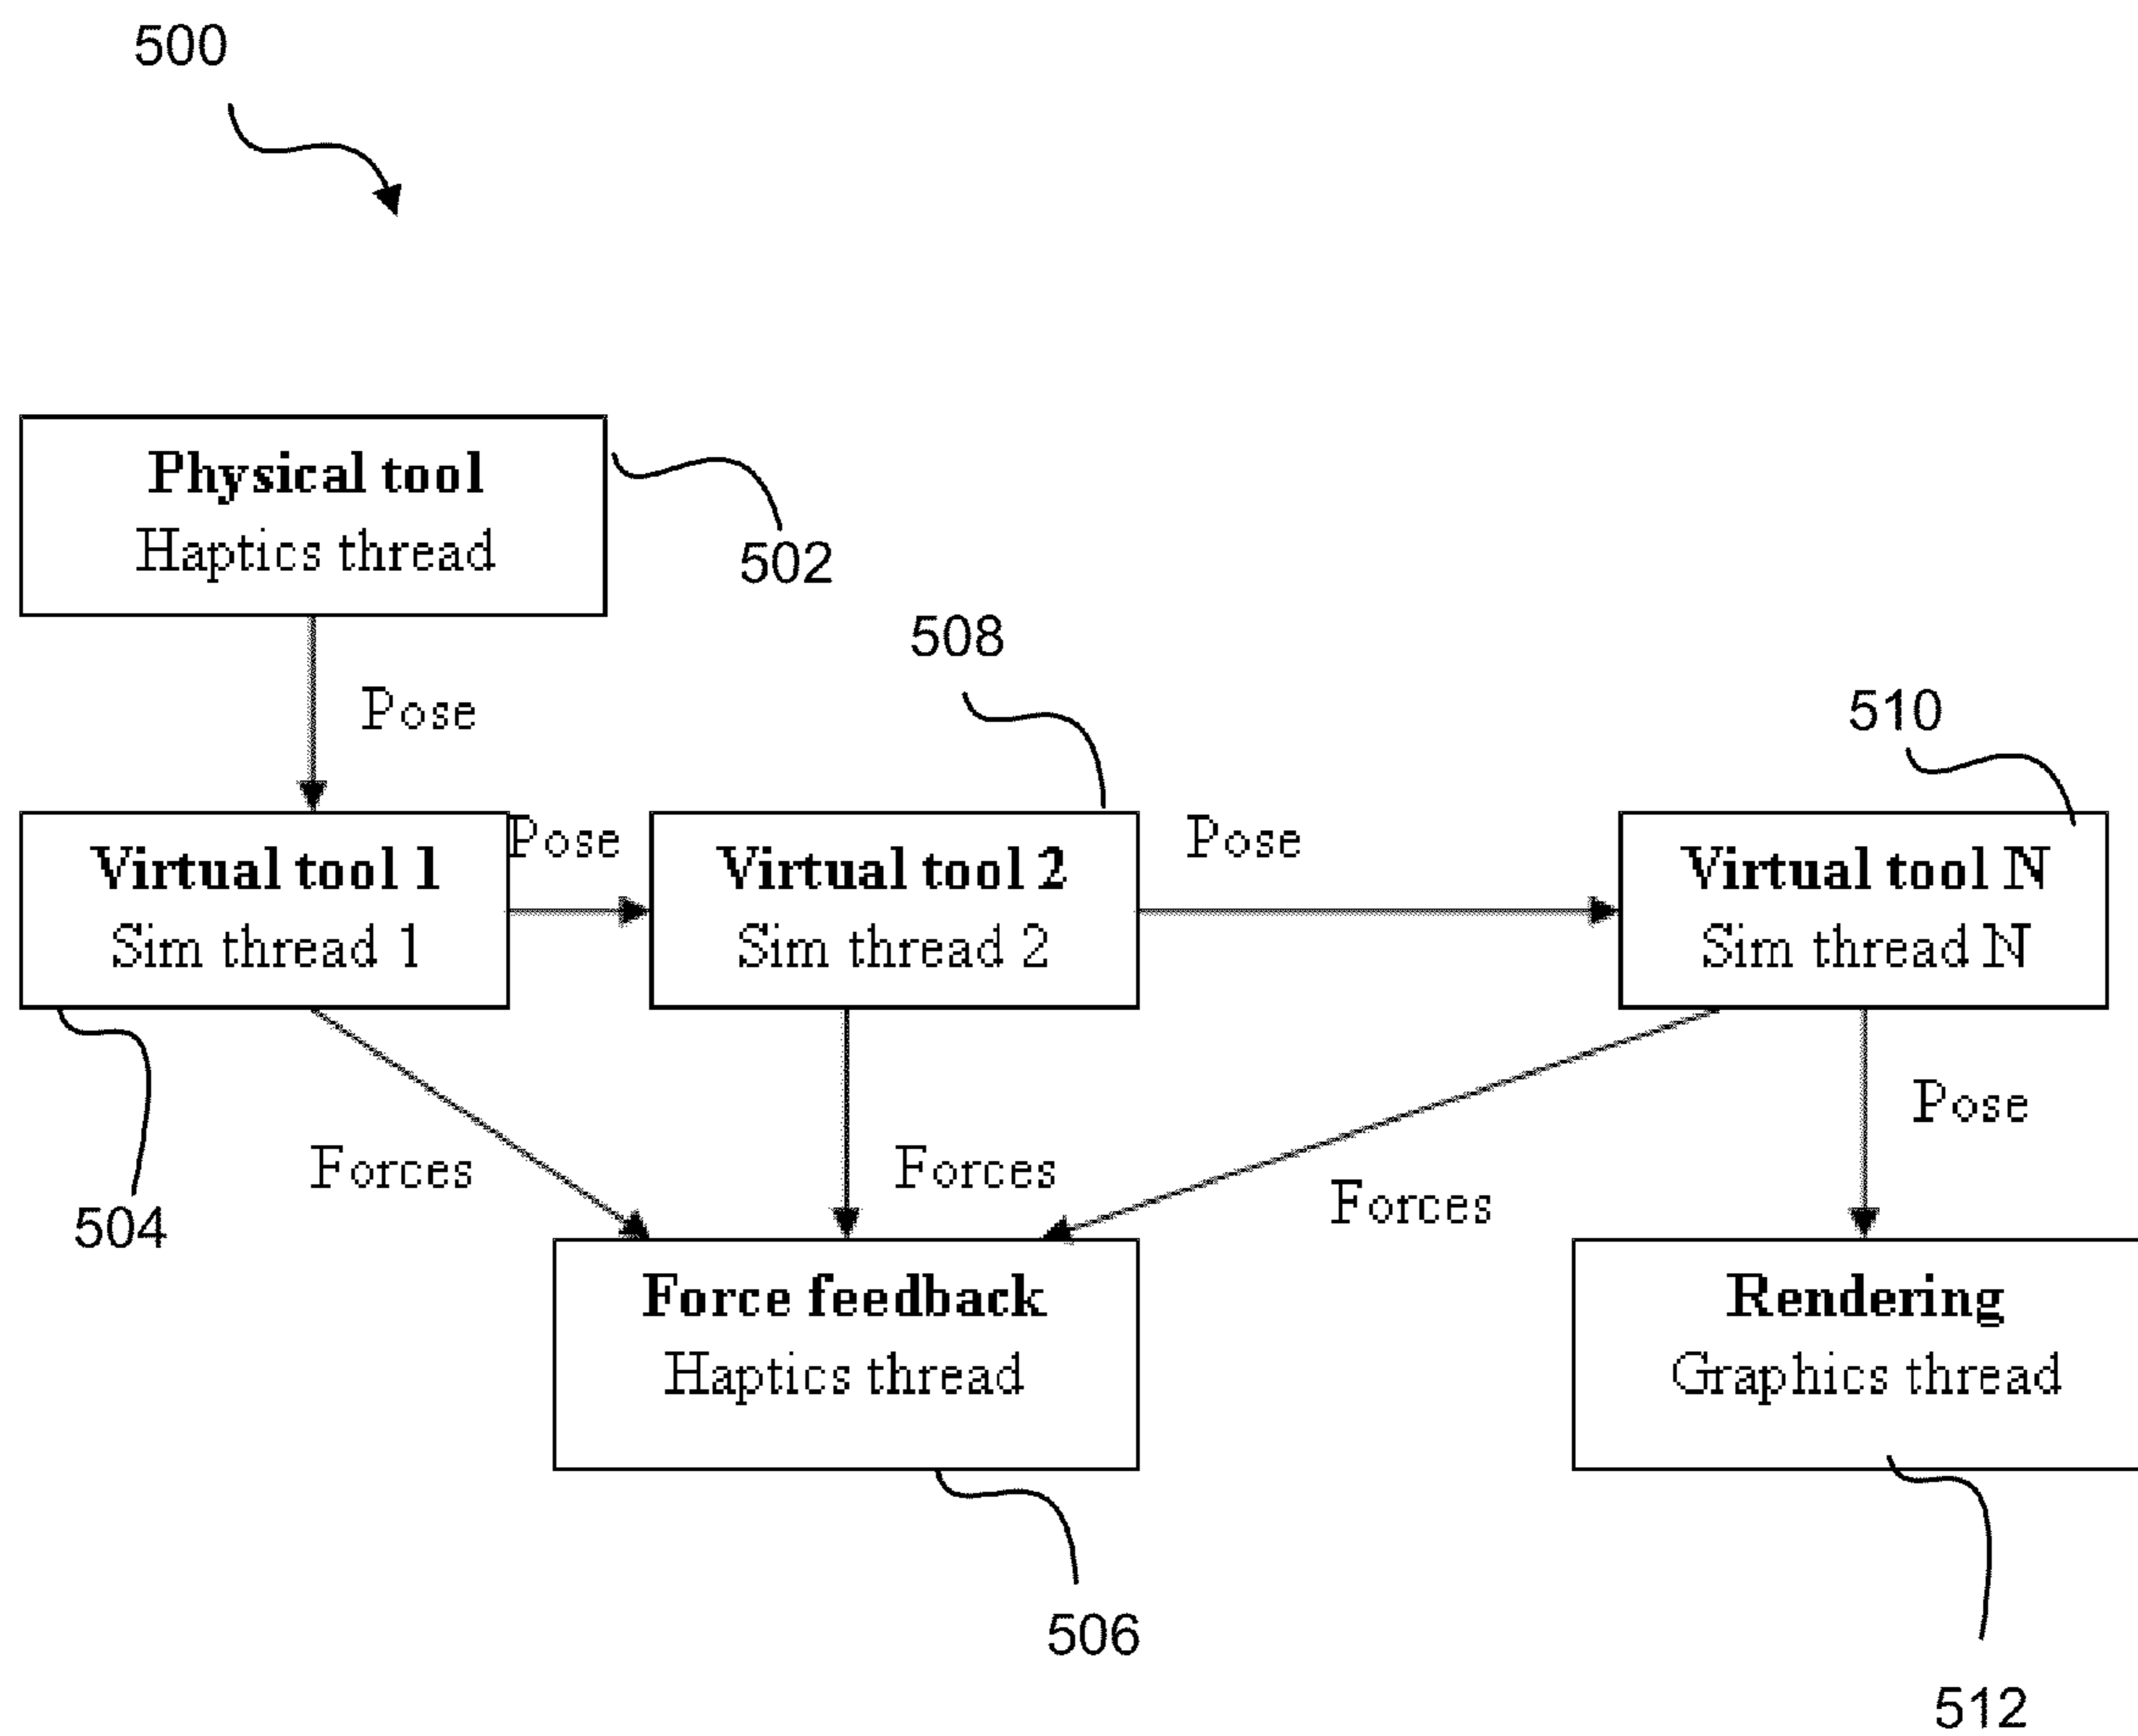 500
Physical tool
Haptics thread
502
508
Pose
510
Virtual tool 1
Sim thread 1
Pose
Virtual tool 2
Sim thread 2
Pose
Virtual tool N
Sim thread N
504
Forces
Forces
Forces
Pose
Force feedback
Haptics thread
Rendering
Graphics thread
506
512